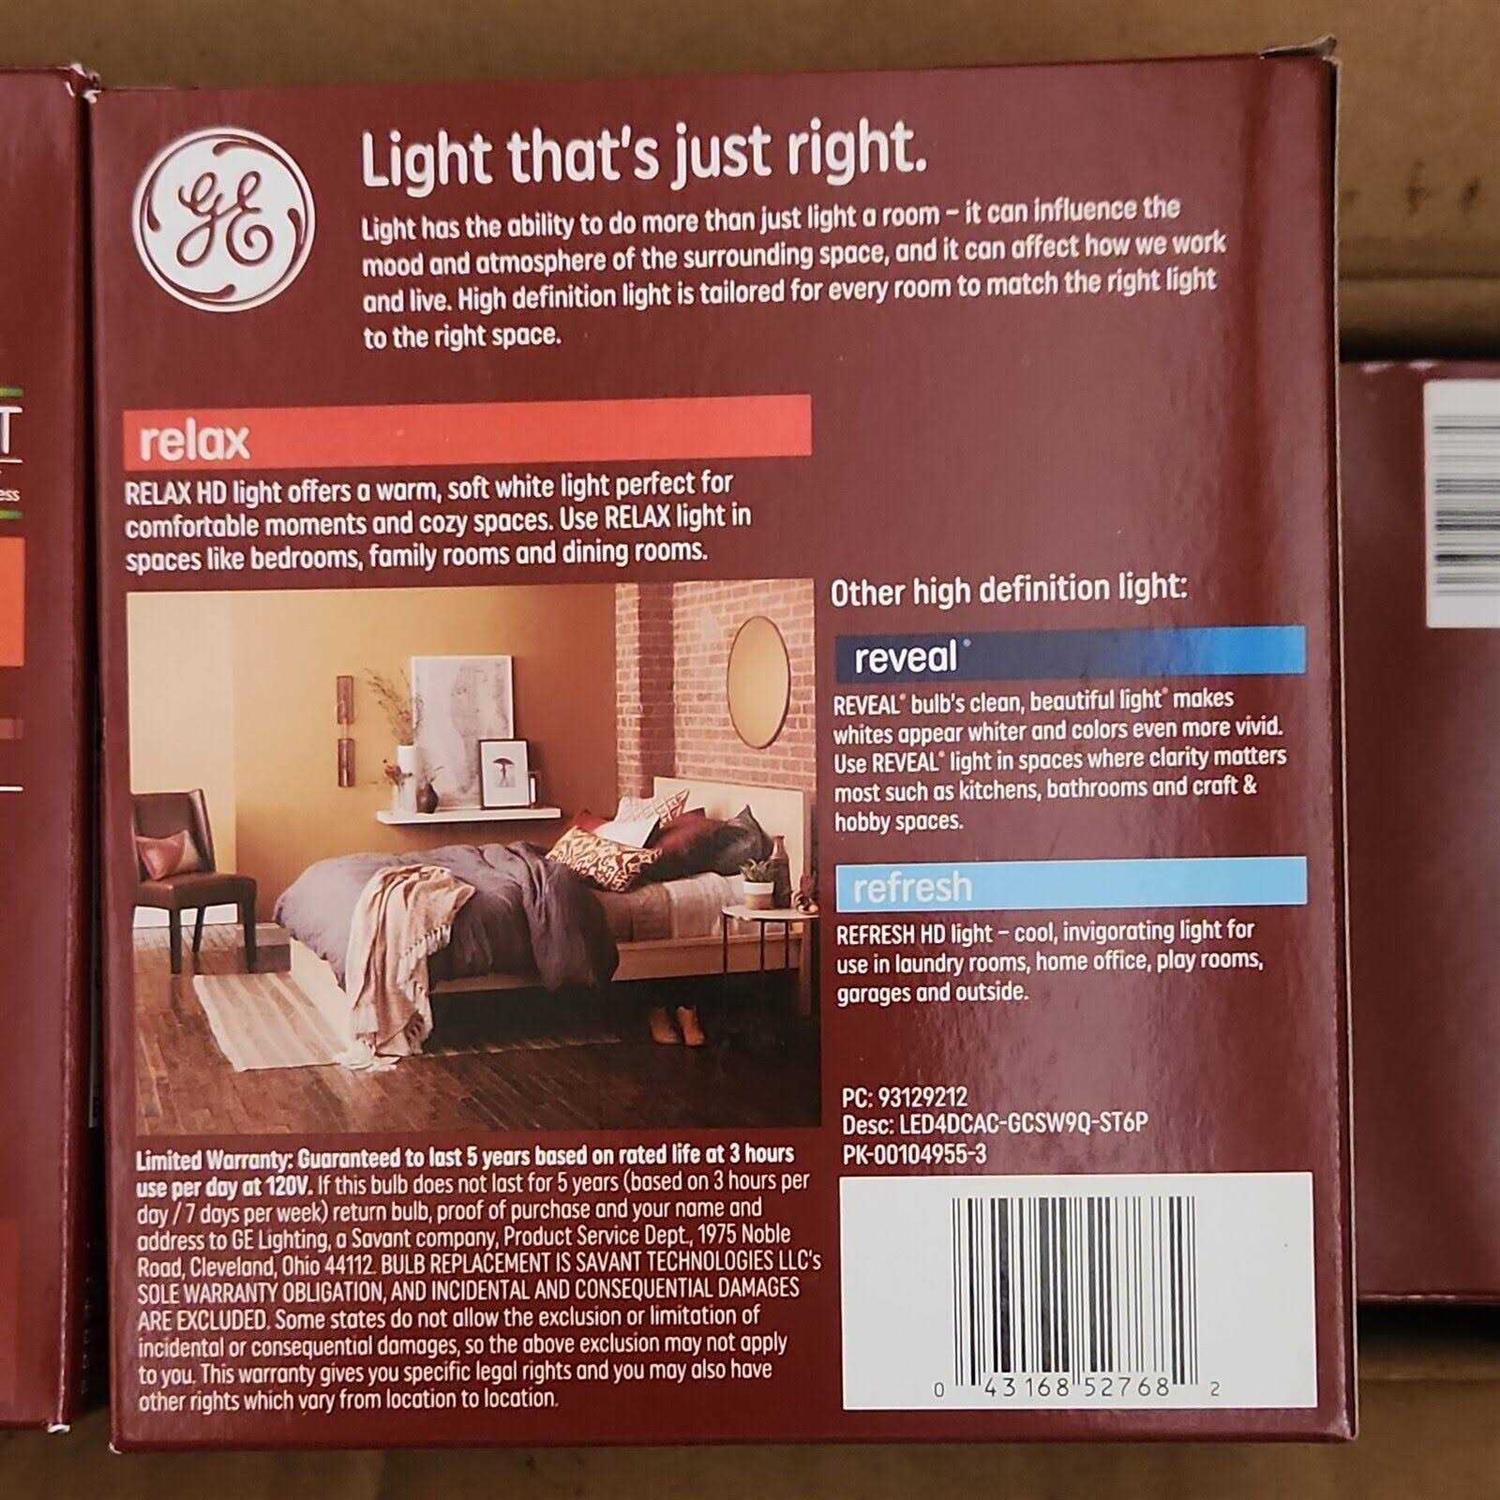 GE
Light that's just right.
Light has the ability to do more than just light a room – it can influence the
mood and atmosphere of the surrounding space, and it can affect how we work
and live. High definition light is tailored for every room to match the right light
to the right space.
relax
RELAX HD light offers a warm, soft white light perfect for
comfortable moments and cozy spaces. Use RELAX light in
spaces like bedrooms, family rooms and dining rooms.
Other high definition light:
reveal®
REVEAL® bulb's clean, beautiful light® makes
whites appear whiter and colors even more vivid.
Use REVEAL® light in spaces where clarity matters
most such as kitchens, bathrooms and craft &
hobby spaces.
refresh
REFRESH HD light – cool, invigorating light for
use in laundry rooms, home office, play rooms,
garages and outside.
PC: 93129212
Desc: LED4DCAC-GCSW9Q-ST6P
PK-00104955-3
Limited Warranty: Guaranteed to last 5 years based on rated life at 3 hours
use per day at 120V. If this bulb does not last for 5 years (based on 3 hours per
day / 7 days per week) return bulb, proof of purchase and your name and
address to GE Lighting, a Savant company, Product Service Dept., 1975 Noble
Road, Cleveland, Ohio 44112. BULB REPLACEMENT IS SAVANT TECHNOLOGIES LLC's
SOLE WARRANTY OBLIGATION, AND INCIDENTAL AND CONSEQUENTIAL DAMAGES
ARE EXCLUDED. Some states do not allow the exclusion or limitation of
incidental or consequential damages, so the above exclusion may not apply
to you. This warranty gives you specific legal rights and you may also have
other rights which vary from location to location.
0 43168 52768 2
T
ess